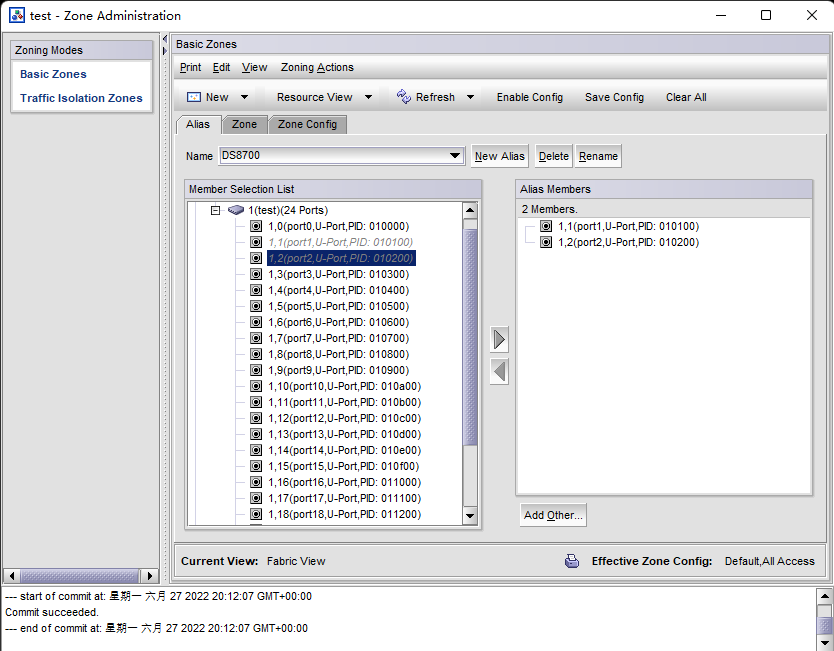 test - Zone Administration
Zoning Modes
Basic Zones
Traffic Isolation Zones
Basic Zones
Print Edit View Zoning Actions
New Resource View Refresh Enable Config Save Config Clear All
Alias Zone Zone Config
Name DS8700 New Alias Delete Rename
Member Selection List
1(test)(24 Ports)
1,0(port0,U-Port,PID: 010000)
1,1(port1,U-Port,PID: 010100)
1,2(port2,U-Port,PID: 010200)
1,3(port3,U-Port,PID: 010300)
1,4(port4,U-Port,PID: 010400)
1,5(port5,U-Port,PID: 010500)
1,6(port6,U-Port,PID: 010600)
1,7(port7,U-Port,PID: 010700)
1,8(port8,U-Port,PID: 010800)
1,9(port9,U-Port,PID: 010900)
1,10(port10,U-Port,PID: 010a00)
1,11(port11,U-Port,PID: 010b00)
1,12(port12,U-Port,PID: 010c00)
1,13(port13,U-Port,PID: 010d00)
1,14(port14,U-Port,PID: 010e00)
1,15(port15,U-Port,PID: 010f00)
1,16(port16,U-Port,PID: 011000)
1,17(port17,U-Port,PID: 011100)
1,18(port18,U-Port,PID: 011200)
Alias Members
2 Members.
1,1(port1,U-Port,PID: 010100)
1,2(port2,U-Port,PID: 010200)
Add Other...
Current View: Fabric View
Effective Zone Config: Default,All Access
--- start of commit at: 星期一 六月 27 2022 20:12:07 GMT+00:00
Commit succeeded.
--- end of commit at: 星期一 六月 27 2022 20:12:07 GMT+00:00